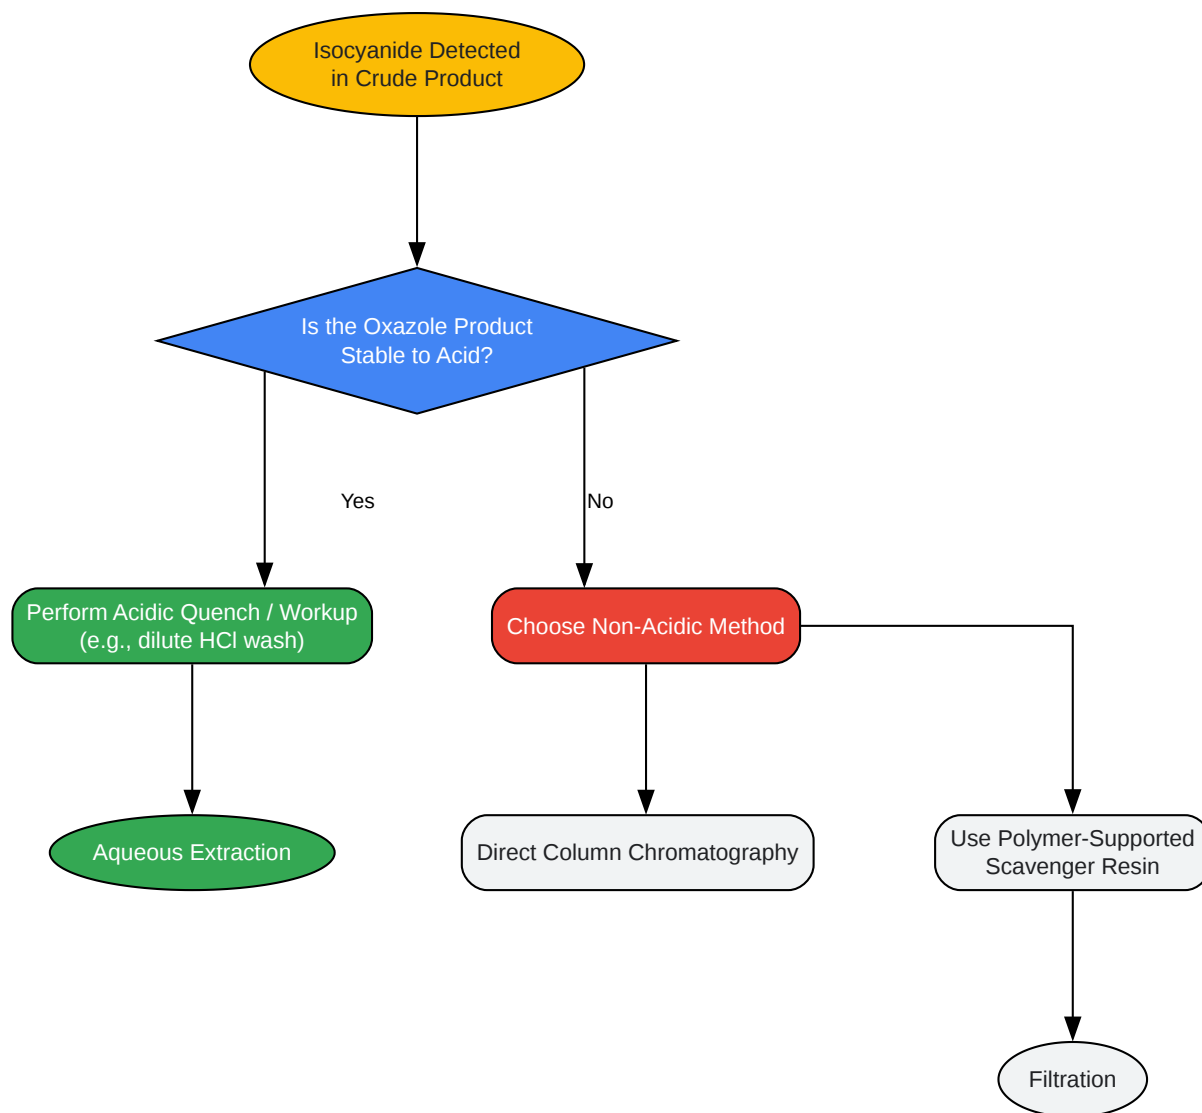 Isocyanide Detected
in Crude Product
Is the Oxazole Product
Stable to Acid?
Yes
No
Perform Acidic Quench / Workup
(e.g., dilute HCl wash)
Choose Non-Acidic Method
Aqueous Extraction
Direct Column Chromatography
Use Polymer-Supported
Scavenger Resin
Filtration